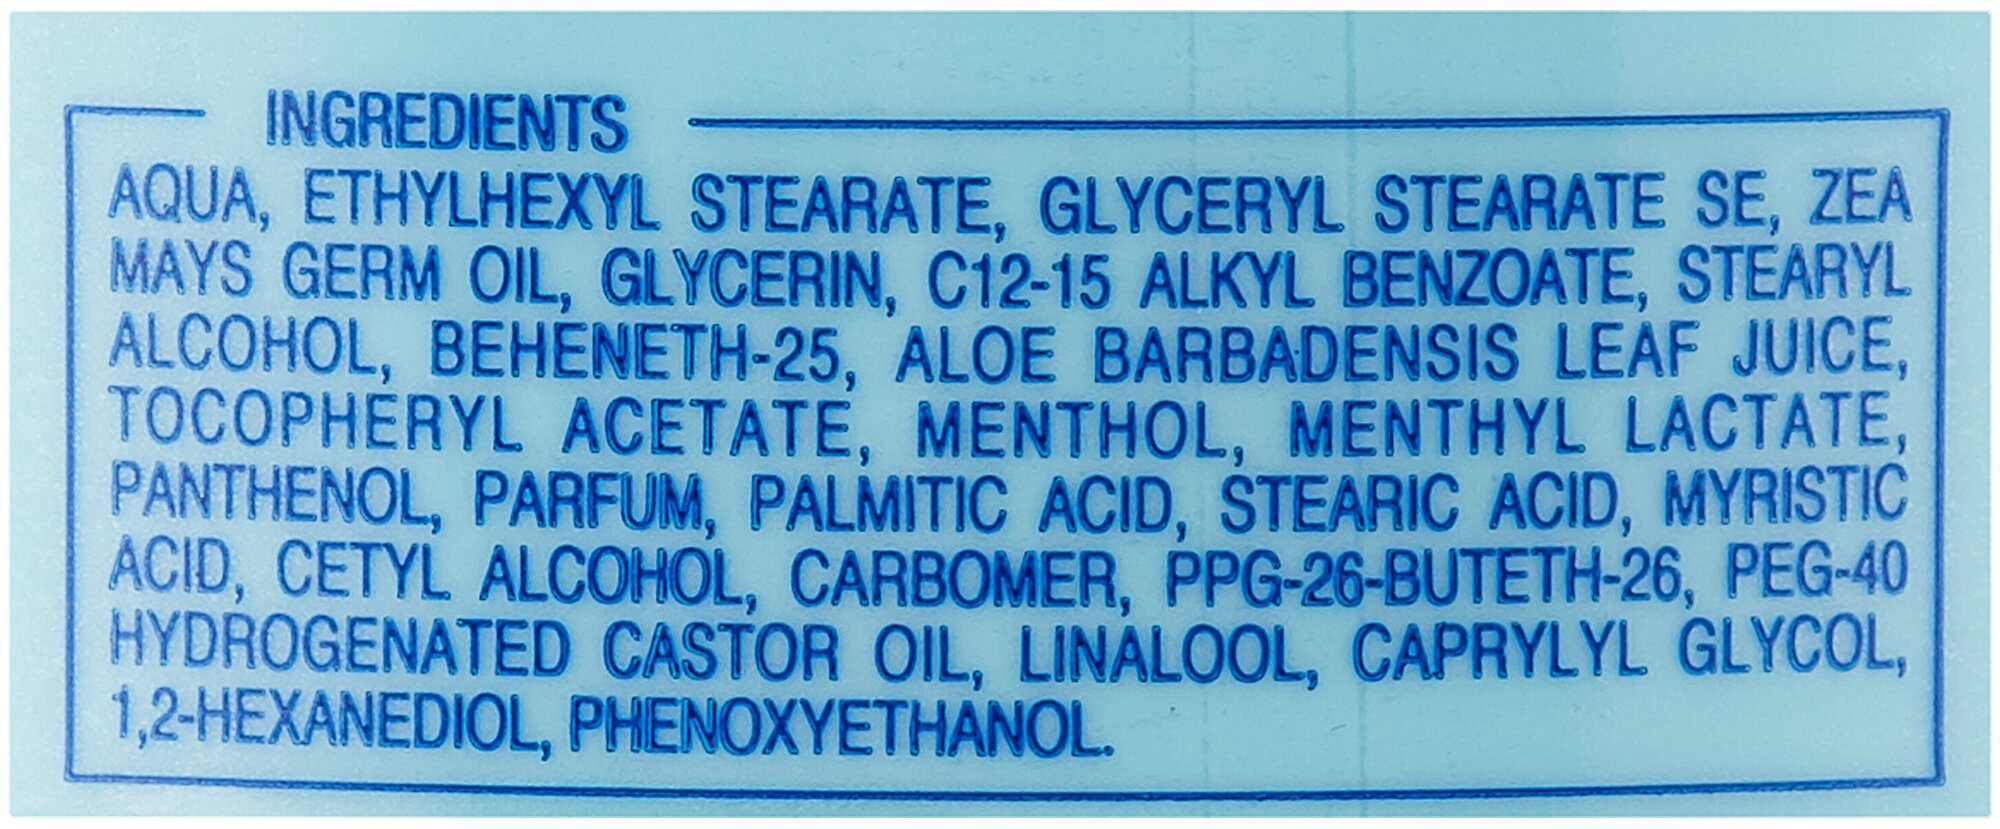 INGREDIENTS
AQUA, ETHYLHEXYL STEARATE, GLYCERYL STEARATE SE, ZEA
MAYS GERM OIL, GLYCERIN, C12-15 ALKYL BENZOATE, STEARYL
ALCOHOL, BEHENETH-25, ALOE BARBADENSIS LEAF JUICE,
TOCOPHERYL ACETATE, MENTHOL, MENTHYL LACTATE,
PANTHENOL, PARFUM, PALMITIC ACID, STEARIC ACID, MYRISTIC
ACID, CETYL ALCOHOL, CARBOMER, PPG-26-BUTETH-26, PEG-40
HYDROGENATED CASTOR OIL, LINALOOL, CAPRYLYL GLYCOL,
1,2-HEXANEDIOL, PHENOXYETHANOL.